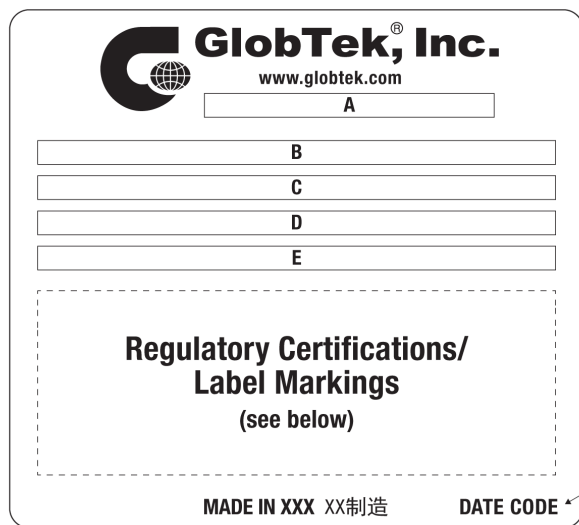 GlobTek,® Inc.
www.globtek.com
A
B
C
D
E
Regulatory Certifications/
Label Markings
(see below)
MADE IN XXX XX制造 DATE CODE